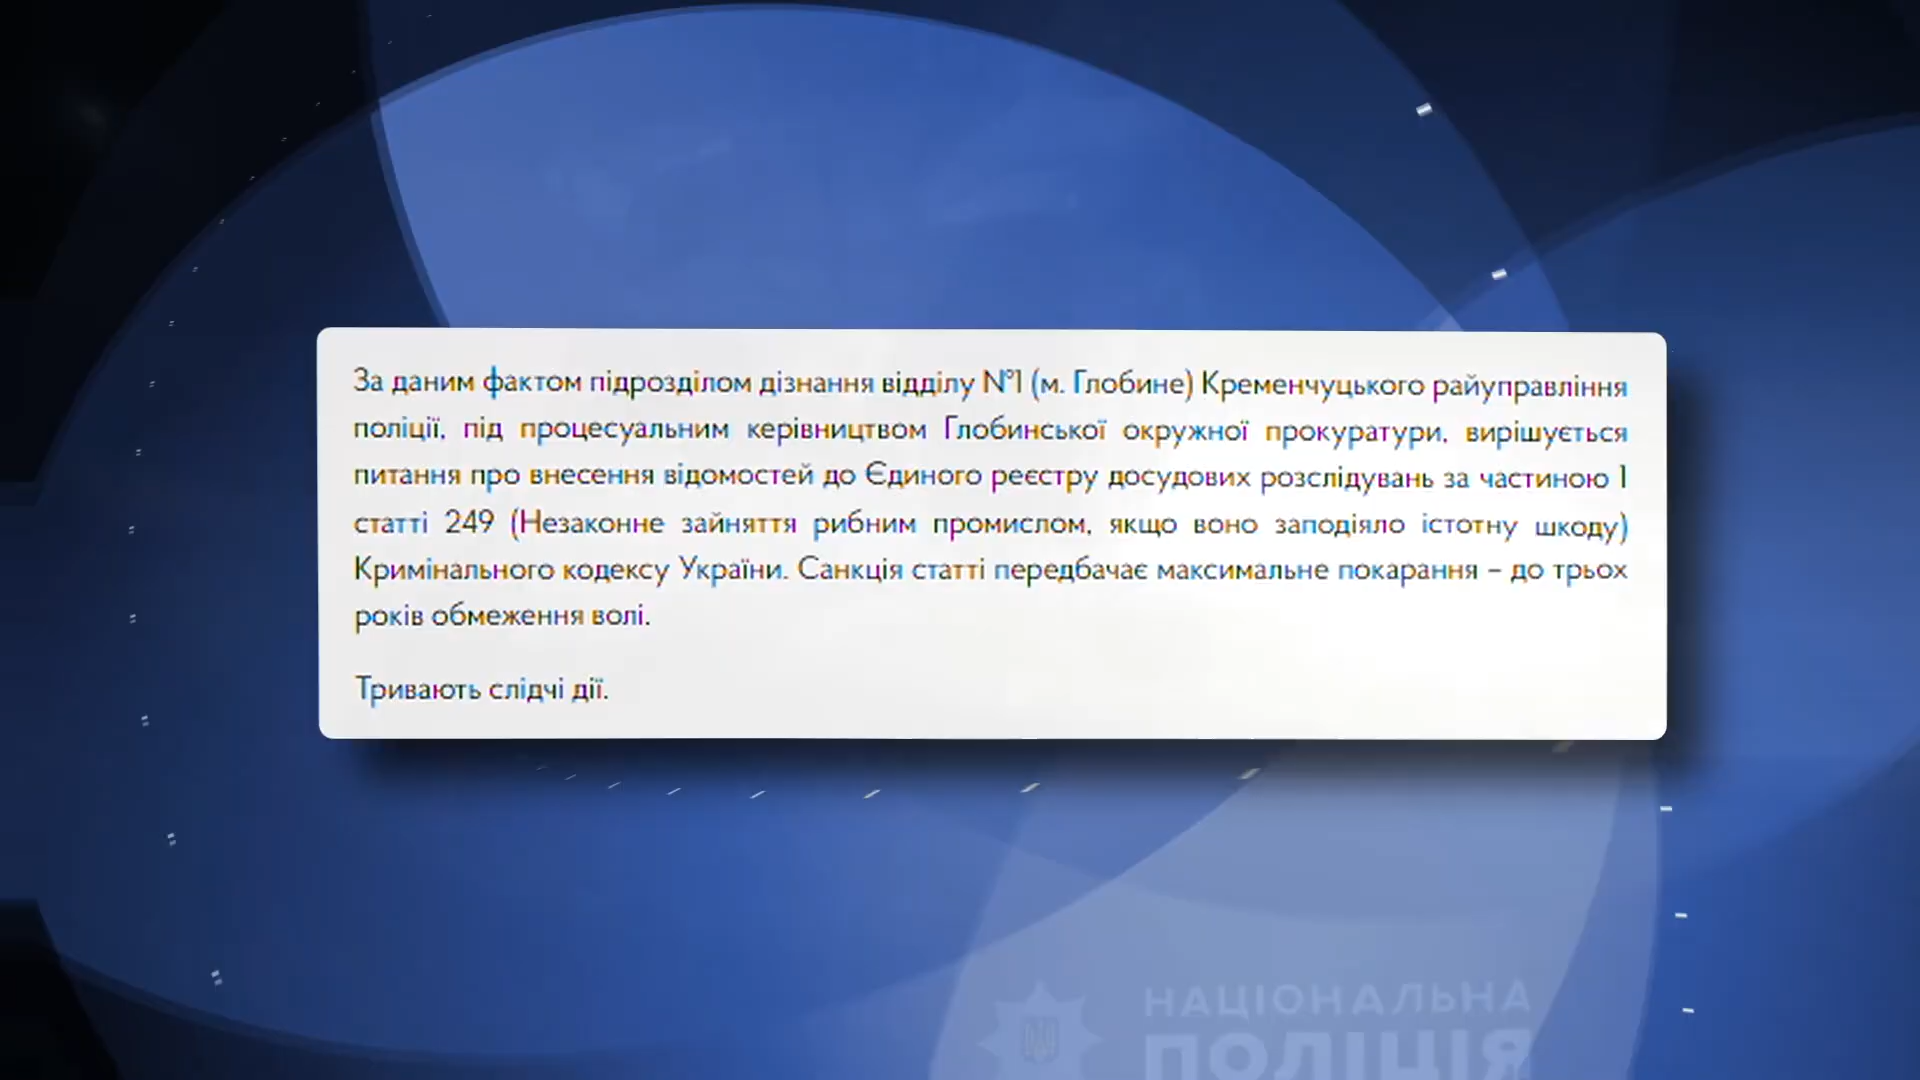 За даним фактом підрозділом дізнання відділу №1 (м. Глобине) Кременчуцького райуправління
поліції, під процесуальним керівництвом Глобинської окружної прокуратури, вирішується
питання про внесення відомостей до Єдиного реєстру досудових розслідувань за частиною 1
статті 249 (Незаконне зайняття рибним промислом, якщо воно заподіяло істотну шкоду)
Кримінального кодексу України. Санкція статті передбачає максимальне покарання – до трьох
років обмеження волі.
Тривають слідчі дії.
НАЦІОНАЛЬНА
ПОЛІЦІЯ